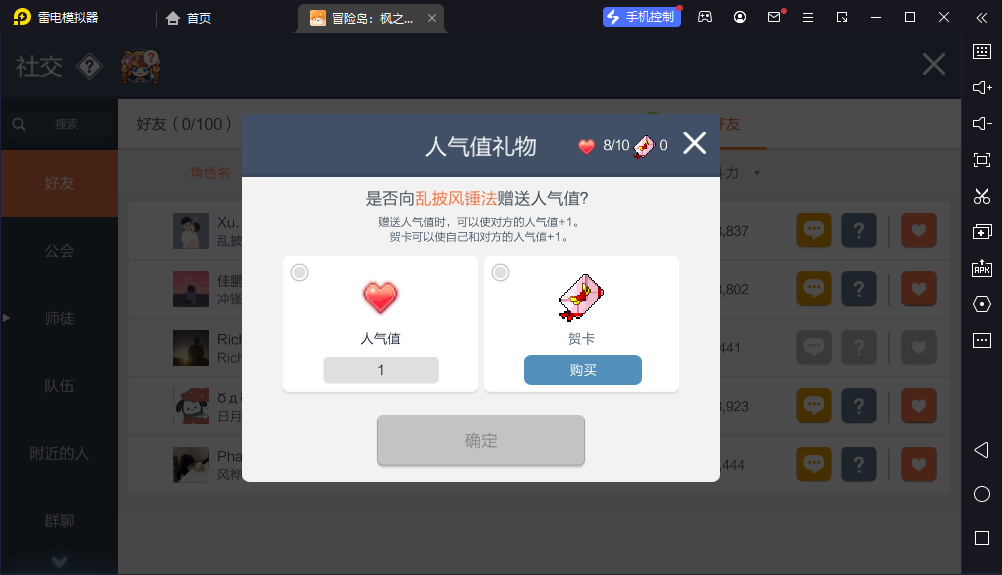 雷电模拟器
首页
冒险岛：枫之...
手机控制
社交
搜索
好友（0/100）
好友
人气值礼物
8/10
0
角色名
斗力
好友
公会
师徒
队伍
附近的人
群聊
是否向乱披风锤法赠送人气值?
赠送人气值时，可以使对方的人气值+1。
贺卡可以使自己和对方的人气值+1。
人气值
1
贺卡
购买
确定
Xu.
乱披
,837
佳鹏
冲锋
,802
Rich
Rich
441
日月
,923
Pha
风桦
,444
APK